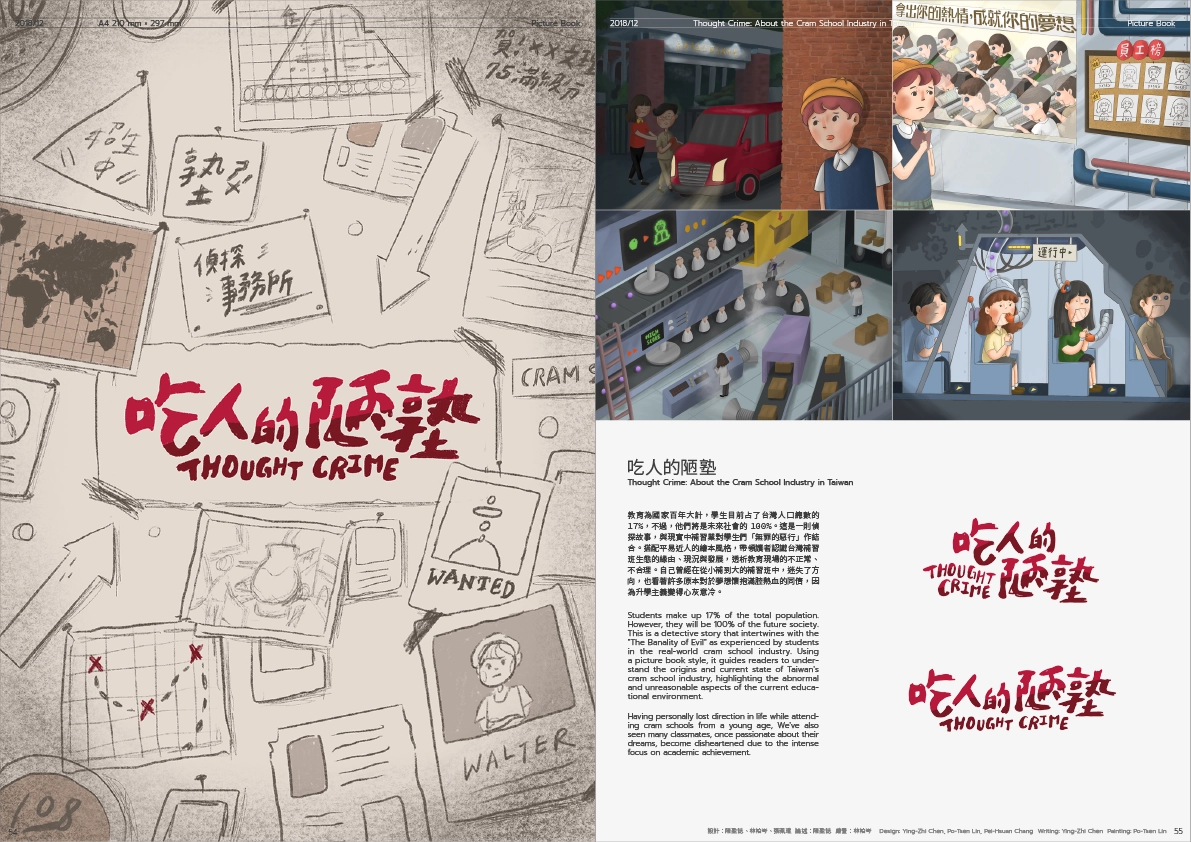 2018/12
A4 210 mm × 297 mm
Picture Book
賀!××女
75 滿級分
招生
中
孰
土
偵探
事務所
CRAM S
吃人的陋塾
THOUGHT CRIME
WANTED
WALTER
108
54
2018/12
Thought Crime: About the Cram School Industry in T
Picture Book
拿出你的熱情·成就你的夢想
員工榜
HIGH
SCORE
運行中
吃人的陋塾
Thought Crime: About the Cram School Industry in Taiwan
教育為國家百年大計，學生目前占了台灣人口總數的
17%，不過，他們將是未來社會的 100%。這是一則偵
探故事，與現實中補習業對學生們「無罪的惡行」作結
合。搭配平易近人的繪本風格，帶領讀者認識台灣補習
班生態的緣由、現況與發展，透析教育現場的不正常、
不合理。自己曾經在從小補到大的補習班中，迷失了方
向，也看著許多原本對於夢想懷抱滿腔熱血的同儕，因
為升學主義變得心灰意冷。
Students make up 17% of the total population.
However, they will be 100% of the future society.
This is a detective story that intertwines with the
"The Banality of Evil" as experienced by students
in the real-world cram school industry. Using
a picture book style, it guides readers to under-
stand the origins and current state of Taiwan's
cram school industry, highlighting the abnormal
and unreasonable aspects of the current educa-
tional environment.
Having personally lost direction in life while attend-
ing cram schools from a young age, We've also
seen many classmates, once passionate about their
dreams, become disheartened due to the intense
focus on academic achievement.
吃人的
THOUGHT
CRIME
陋塾
吃人的陋塾
THOUGHT CRIME
Design: Ying-Zhi Chen, Po-Tsen Lin, Pei-Hsuan Chang Writing: Ying-Zhi Chen Painting: Po-Tsen Lin
55